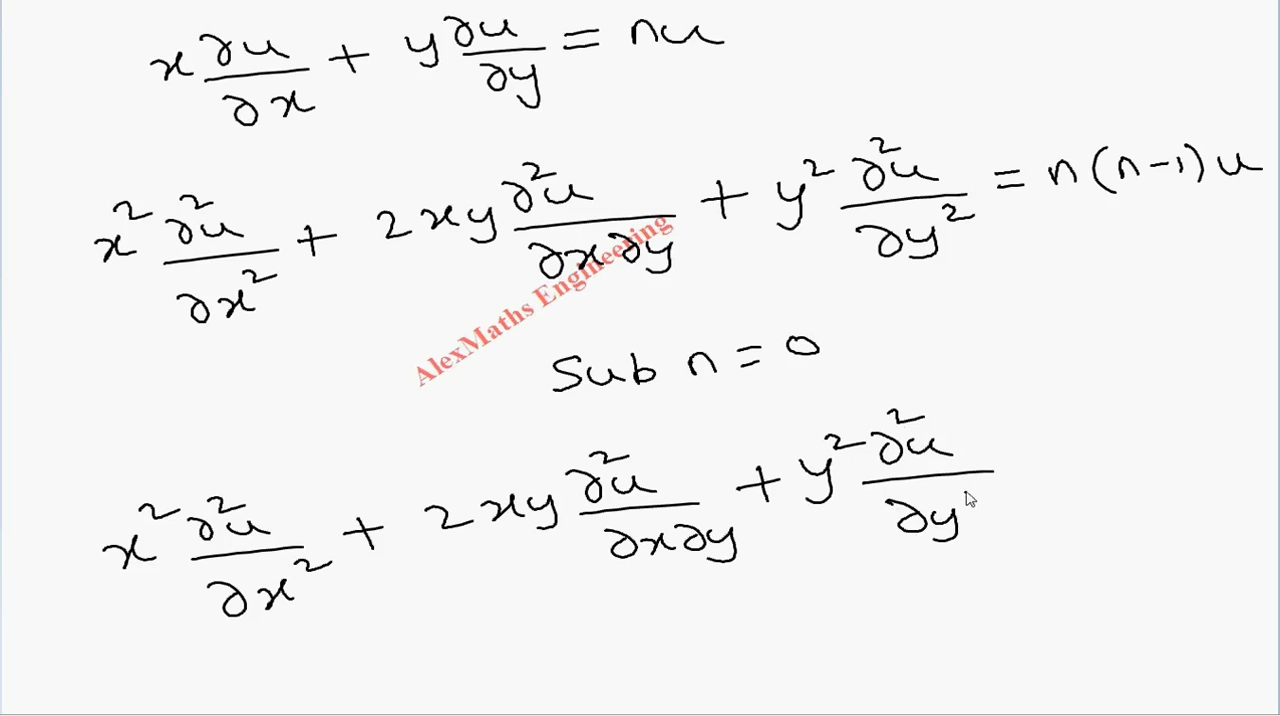 x ∂u/∂x + y ∂u/∂y = nu
x² ∂²u/∂x² + 2xy ∂²u/∂x∂y + y² ∂²u/∂y² = n(n-1)u
AlexMaths Engineering
Sub n = 0
x² ∂²u/∂x² + 2xy ∂²u/∂x∂y + y² ∂²u/∂y